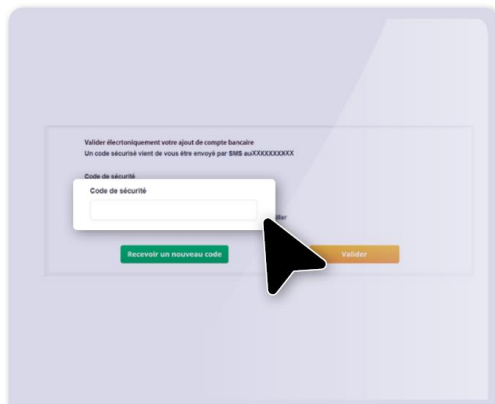 Valider élecrtoniquement votre ajout de compte bancaire
Un code sécurisé vient de vous être envoyé par SMS auXXXXXXXXXX
Code de sécurité
Code de sécurité
Recevoir un nouveau code
Valider